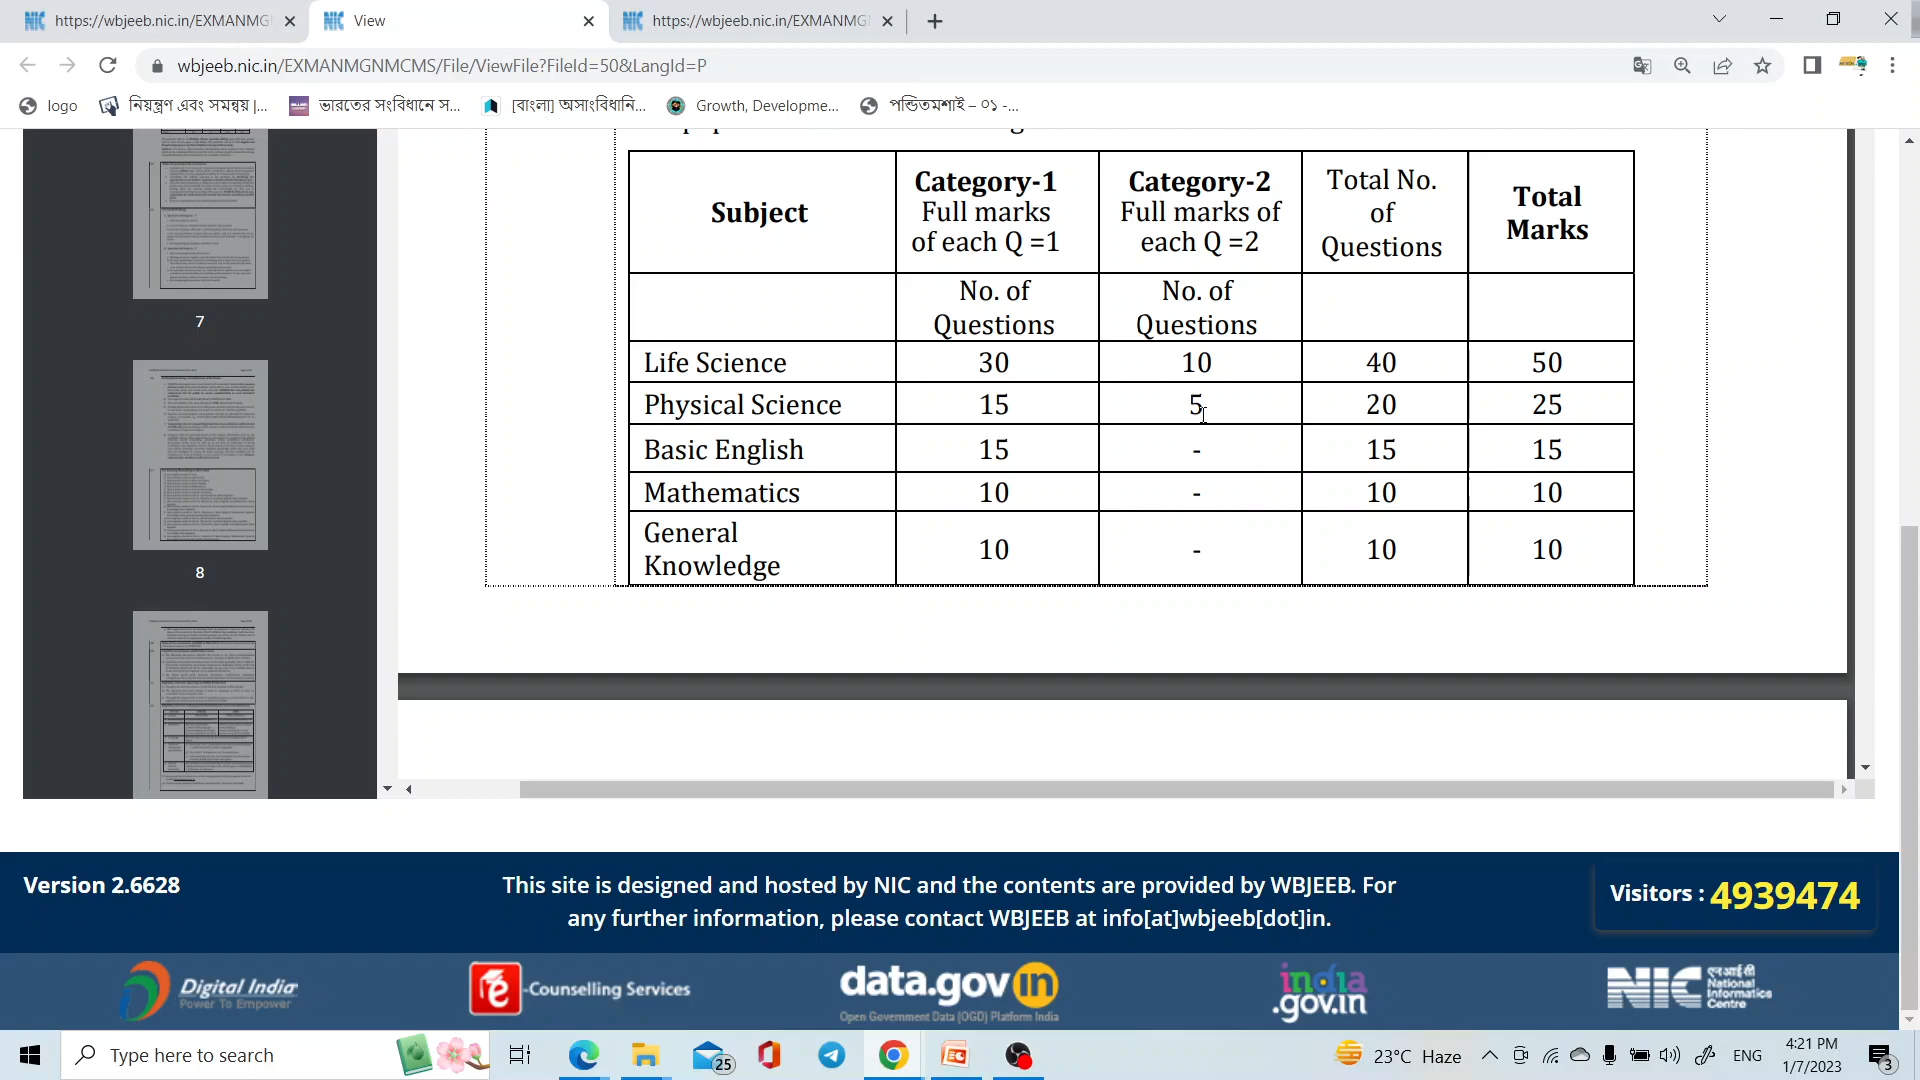 https://wbjeeb.nic.in/EXMANMG
View
https://wbjeeb.nic.in/EXMANMG
wbjeeb.nic.in/EXMANMGNMCMS/File/ViewFile?FileId=50&LangId=P
logo
নিয়ন্ত্রণ এবং সমন্বয় |...
ভারতের সংবিধানে স...
[বাংলা] অসাংবিধানি...
Growth, Developme...
পন্ডিতমশাই – ০১ -...
Subject
Category-1
Full marks
of each Q =1
Category-2
Full marks of
each Q =2
Total No.
of
Questions
Total
Marks
No. of
Questions
No. of
Questions
Life Science 30 10 40 50
Physical Science 15 5 20 25
Basic English 15 - 15 15
Mathematics 10 - 10 10
General
Knowledge 10 - 10 10
7
8
Version 2.6628
This site is designed and hosted by NIC and the contents are provided by WBJEEB. For
any further information, please contact WBJEEB at info[at]wbjeeb[dot]in.
Visitors : 4939474
Digital India
Power To Empower
e-Counselling Services
data.gov in
Open Government Data (OGD) Platform India
india
.gov.in
NIC
एनआईसी
National
Informatics
Centre
Type here to search
25
23°C Haze
ENG
4:21 PM
1/7/2023
3